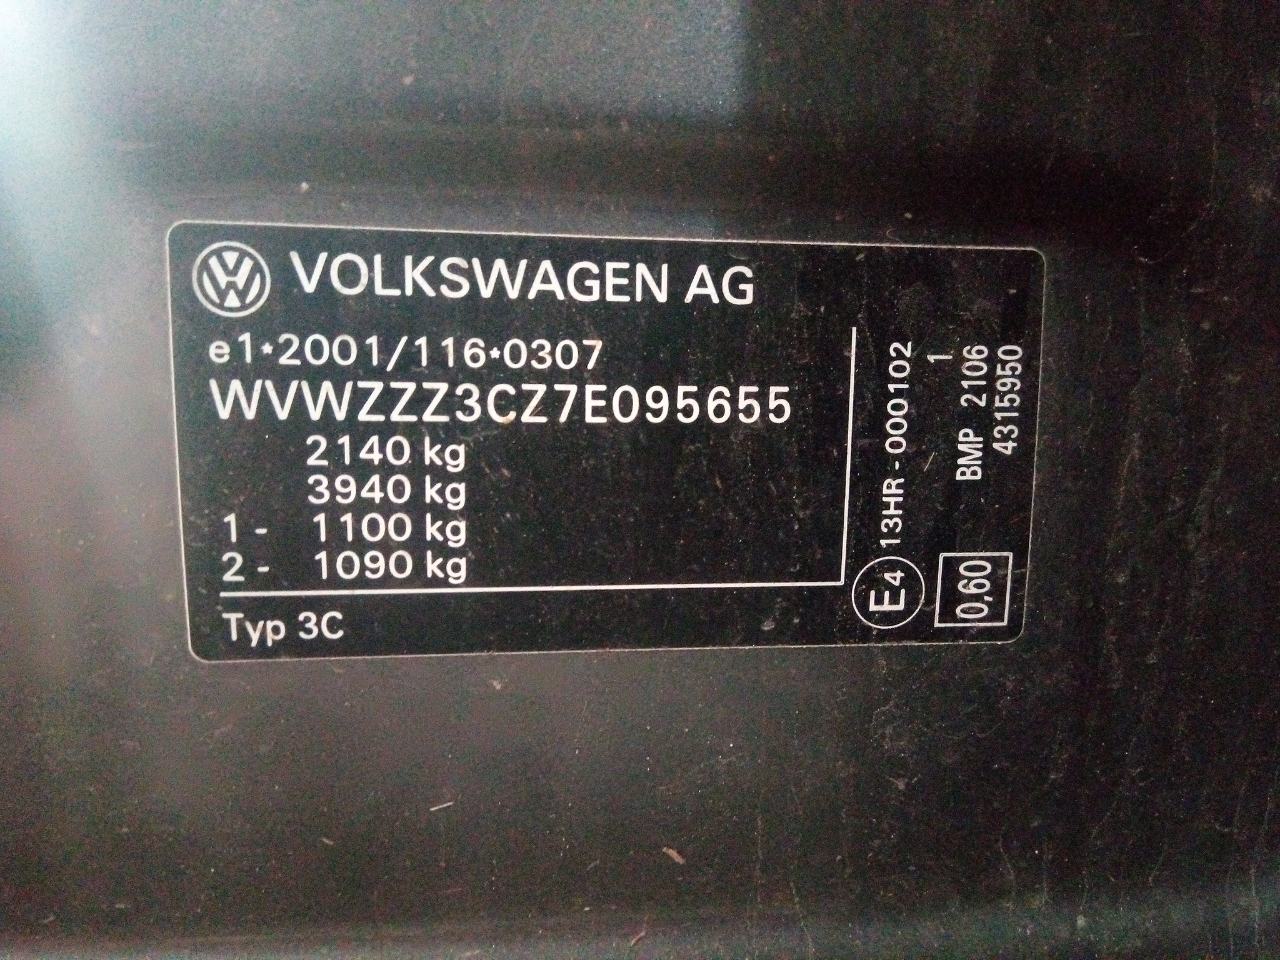 VOLKSWAGEN AG
e1*2001/116*0307
WVWZZZ3CZ7E095655
2140 kg
3940 kg
1- 1100 kg
2- 1090 kg
Typ 3C
E4 13HR-000102
1
BMP 2106
4315950
0,60